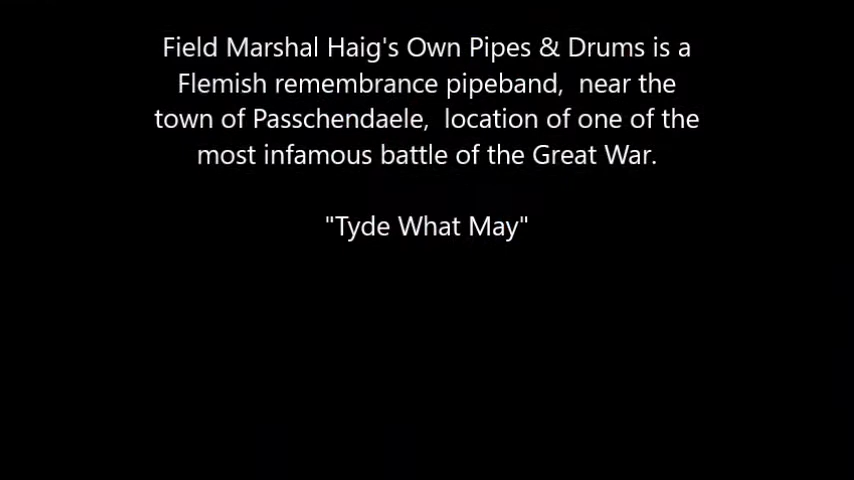 Field Marshal Haig's Own Pipes & Drums is a
Flemish remembrance pipeband,  near the
town of Passchendaele,  location of one of the
most infamous battle of the Great War.
"Tyde What May"